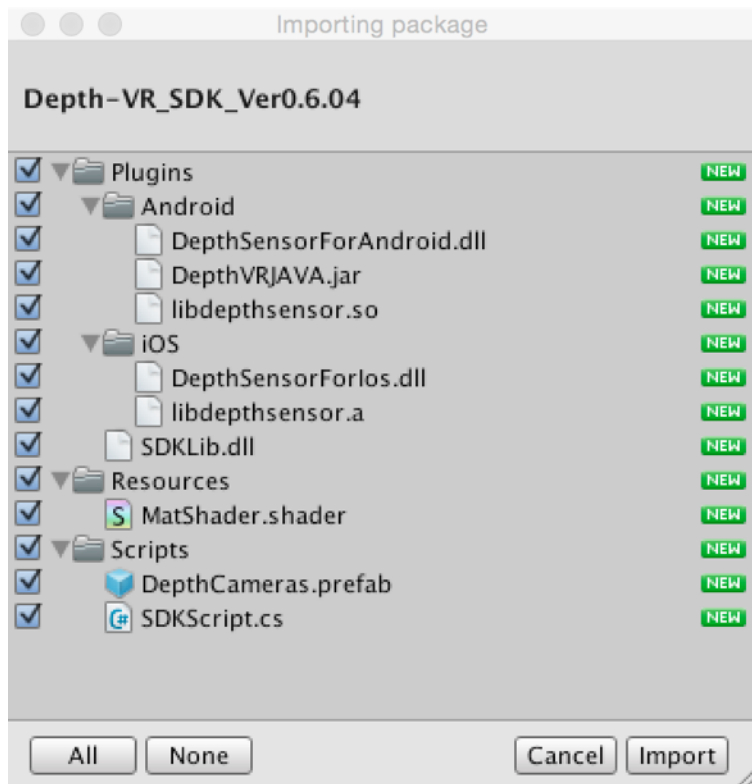 Importing package
Depth-VR_SDK_Ver0.6.04
Plugins NEW
Android NEW
DepthSensorForAndroid.dll NEW
DepthVRJAVA.jar NEW
libdepthsensor.so NEW
iOS NEW
DepthSensorForIos.dll NEW
libdepthsensor.a NEW
SDKLib.dll NEW
Resources NEW
S MatShader.shader NEW
Scripts NEW
DepthCameras.prefab NEW
C# SDKScript.cs NEW
All None Cancel Import